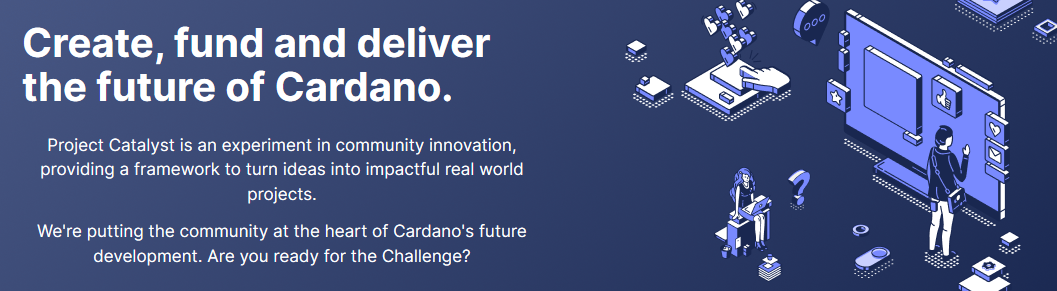 Create, fund and deliver
the future of Cardano.
Project Catalyst is an experiment in community innovation,
providing a framework to turn ideas into impactful real world
projects.
We're putting the community at the heart of Cardano's future
development. Are you ready for the Challenge?
?